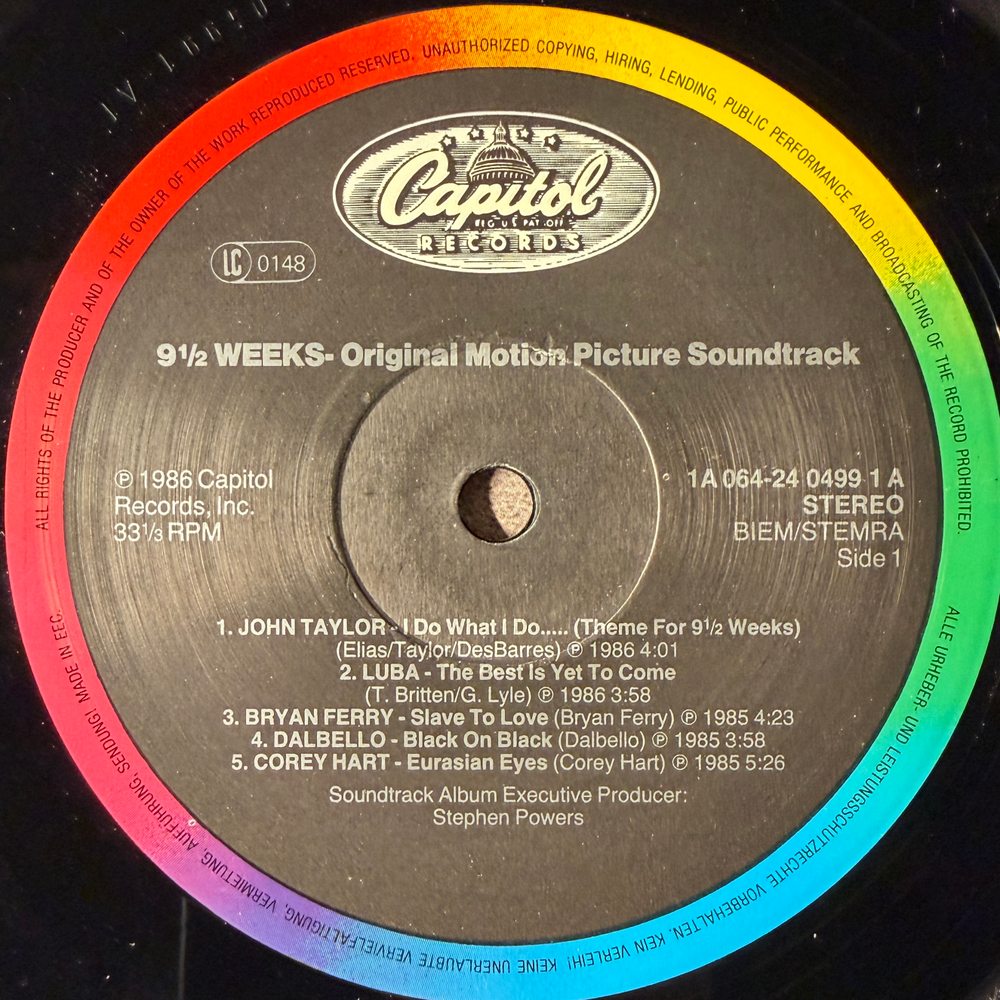 ALL RIGHTS OF THE PRODUCER AND OF THE OWNER OF THE WORK REPRODUCED RESERVED. UNAUTHORIZED COPYING, HIRING, LENDING, PUBLIC PERFORMANCE AND BROADCASTING OF THE RECORD PROHIBITED.
Capitol
REG U S PAT OFF
RECORDS
LC 0148
9½ WEEKS- Original Motion Picture Soundtrack
℗ 1986 Capitol
Records, Inc.
33⅓ RPM
1A 064-24 0499 1 A
STEREO
BIEM/STEMRA
Side 1
1. JOHN TAYLOR - I Do What I Do..... (Theme For 9½ Weeks)
(Elias/Taylor/DesBarres) ℗ 1986 4:01
2. LUBA - The Best Is Yet To Come
(T. Britten/G. Lyle) ℗ 1986 3:58
3. BRYAN FERRY - Slave To Love (Bryan Ferry) ℗ 1985 4:23
4. DALBELLO - Black On Black (Dalbello) ℗ 1985 3:58
5. COREY HART - Eurasian Eyes (Corey Hart) ℗ 1985 5:26
Soundtrack Album Executive Producer:
Stephen Powers
ALLE URHEBER- UND LEISTUNGSSCHUTZRECHTE VORBEHALTEN. KEIN VERLEIH! KEINE UNERLAUBTE VERVIELFALTIGUNG, VERMIETUNG, AUFFÜHRUNG, SENDUNG! MADE IN EEC.